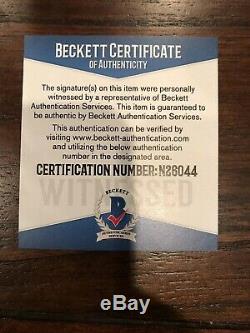 BECKETT CERTIFICATE
OF AUTHENTICITY
The signature(s) on this item were personally
witnessed by a representative of Beckett
Authentication Services. This item is guaranteed to
be authentic by Beckett Authentication Services.
This authentication can be verified by
visiting www.beckett-authentication.com
and utilizing the below authentication
number in the designated area.
CERTIFICATION NUMBER: N26044
WITNESSED
BECKETT
B